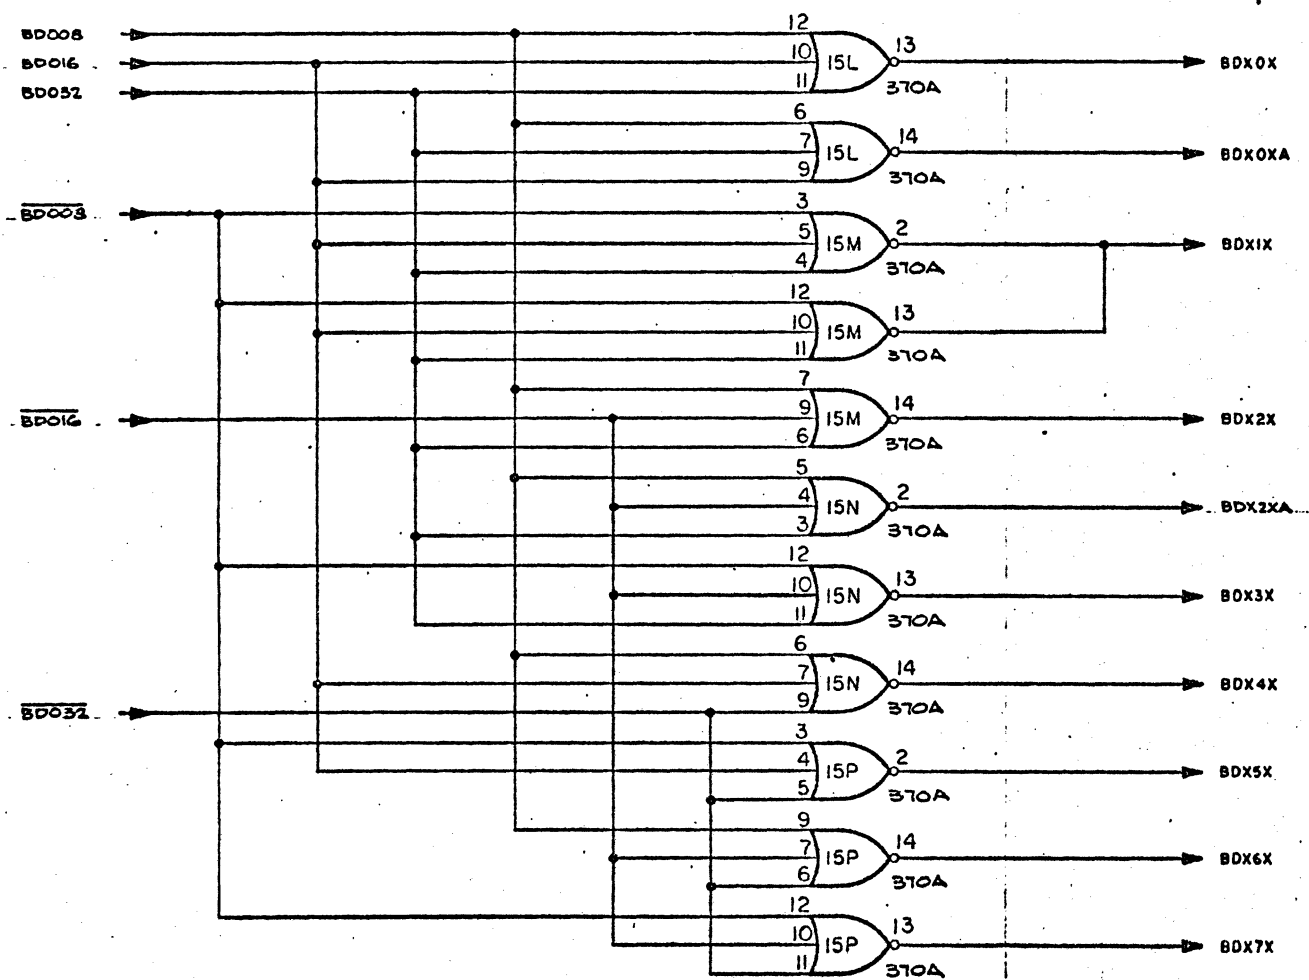 BD008
12
10
11
15L
13
370A
BDX0X
BD016
BD032
6
7
9
15L
14
370A
BDX0XA
BD008
3
5
4
15M
2
370A
BDX1X
12
10
11
15M
13
370A
BD016
7
9
6
15M
14
370A
BDX2X
5
4
3
15N
2
370A
BDX2XA
12
10
11
15N
13
370A
BDX3X
6
7
9
15N
14
370A
BDX4X
BD032
3
4
5
15P
2
370A
BDX5X
9
7
6
15P
14
370A
BDX6X
12
10
11
15P
13
370A
BDX7X